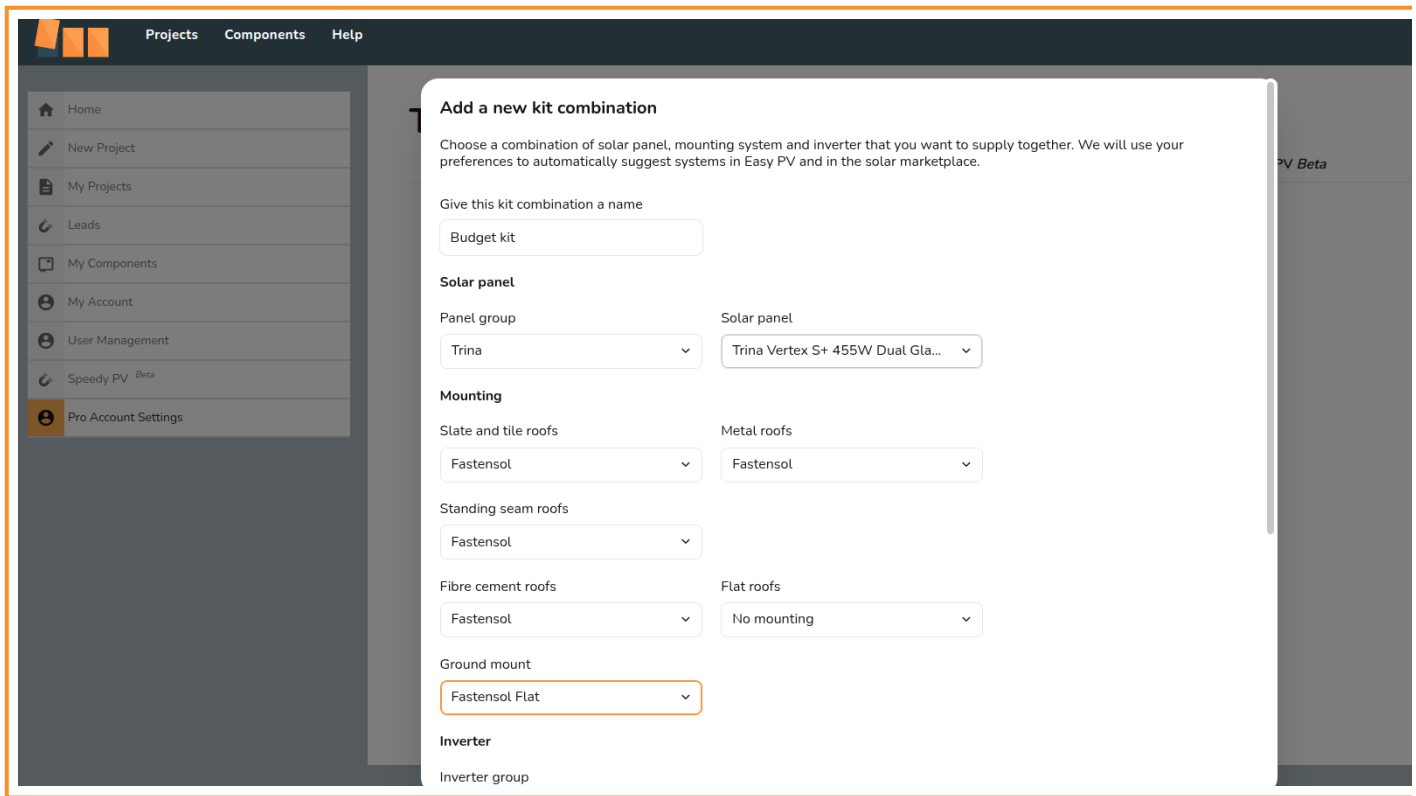 Projects Components Help
Home
New Project
My Projects
Leads
My Components
My Account
User Management
Speedy PV Beta
Pro Account Settings
T
PV Beta
Add a new kit combination
Choose a combination of solar panel, mounting system and inverter that you want to supply together. We will use your
preferences to automatically suggest systems in Easy PV and in the solar marketplace.
Give this kit combination a name
Budget kit
Solar panel
Panel group Solar panel
Trina Trina Vertex S+ 455W Dual Gla...
Mounting
Slate and tile roofs Metal roofs
Fastensol Fastensol
Standing seam roofs
Fastensol
Fibre cement roofs Flat roofs
Fastensol No mounting
Ground mount
Fastensol Flat
Inverter
Inverter group